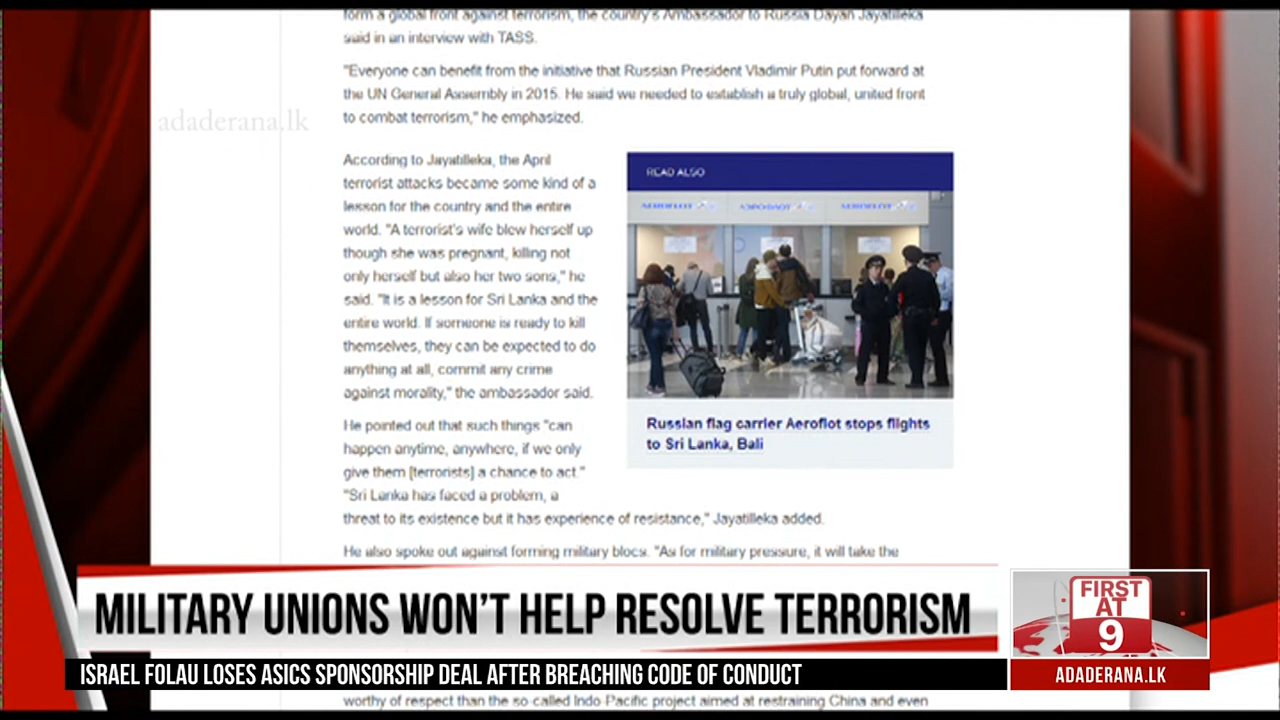 form a global front against terrorism, the country's Ambassador to Russia Dayan Jayatilleka
said in an interview with TASS.
"Everyone can benefit from the initiative that Russian President Vladimir Putin put forward at
the UN General Assembly in 2015. He said we needed to establish a truly global, united front
to combat terrorism," he emphasized.
adaderana.lk
According to Jayatilleka, the April
terrorist attacks became some kind of a
lesson for the country and the entire
world. "A terrorist's wife blew herself up
though she was pregnant, killing not
only herself but also her two sons," he
said. "It is a lesson for Sri Lanka and the
entire world. If someone is ready to kill
themselves, they can be expected to do
anything at all, commit any crime
against morality," the ambassador said.
He pointed out that such things "can
happen anytime, anywhere, if we only
give them [terrorists] a chance to act."
"Sri Lanka has faced a problem, a
threat to its existence but it has experience of resistance," Jayatilleka added.
He also spoke out against forming military blocs. "As for military pressure, it will take the
READ ALSO
Russian flag carrier Aeroflot stops flights
to Sri Lanka, Bali
MILITARY UNIONS WON'T HELP RESOLVE TERRORISM
ISRAEL FOLAU LOSES ASICS SPONSORSHIP DEAL AFTER BREACHING CODE OF CONDUCT
FIRST
AT
9
ADADERANA.LK
worthy of respect than the so-called Indo-Pacific project aimed at restraining China and even